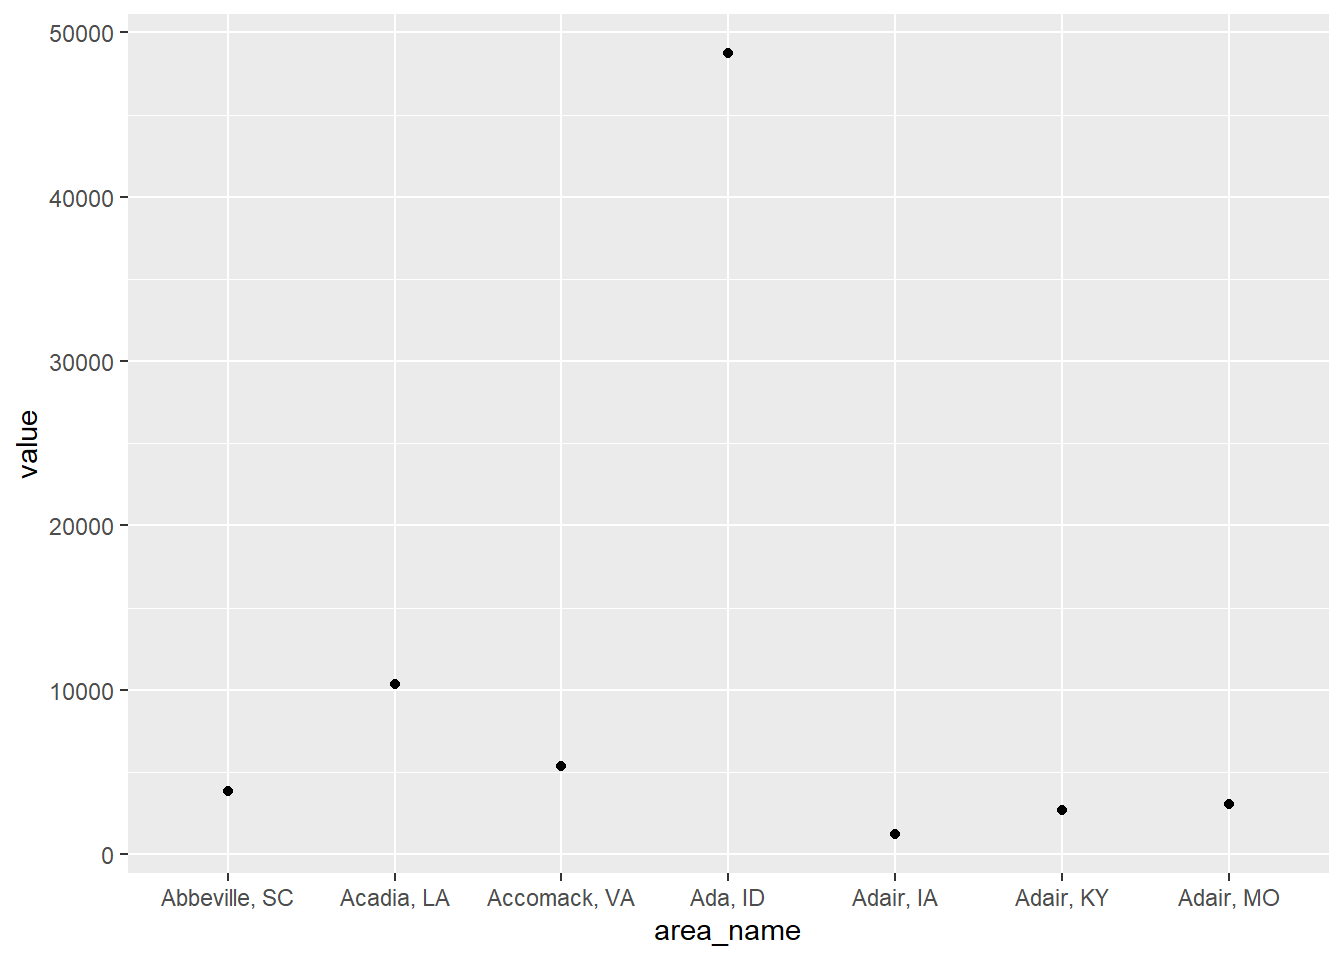 50000
40000
30000
20000
10000
0
value
Abbeville, SC Acadia, LA Accomack, VA Ada, ID Adair, IA Adair, KY Adair, MO
area_name